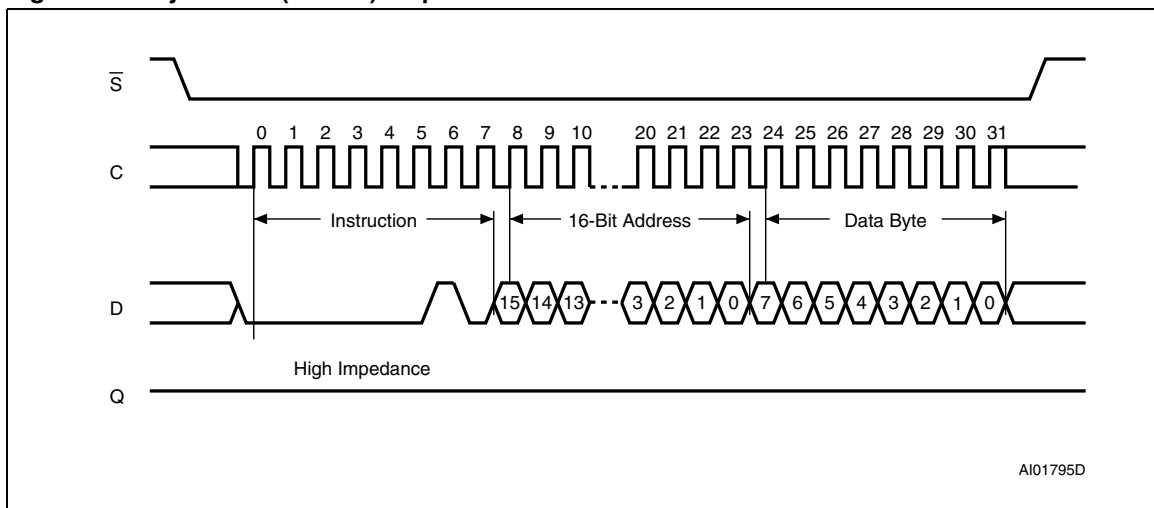 S
0 1 2 3 4 5 6 7 8 9 10 20 21 22 23 24 25 26 27 28 29 30 31
C
Instruction 16-Bit Address Data Byte
D 15 14 13 3 2 1 0 7 6 5 4 3 2 1 0
High Impedance
Q
AI01795D